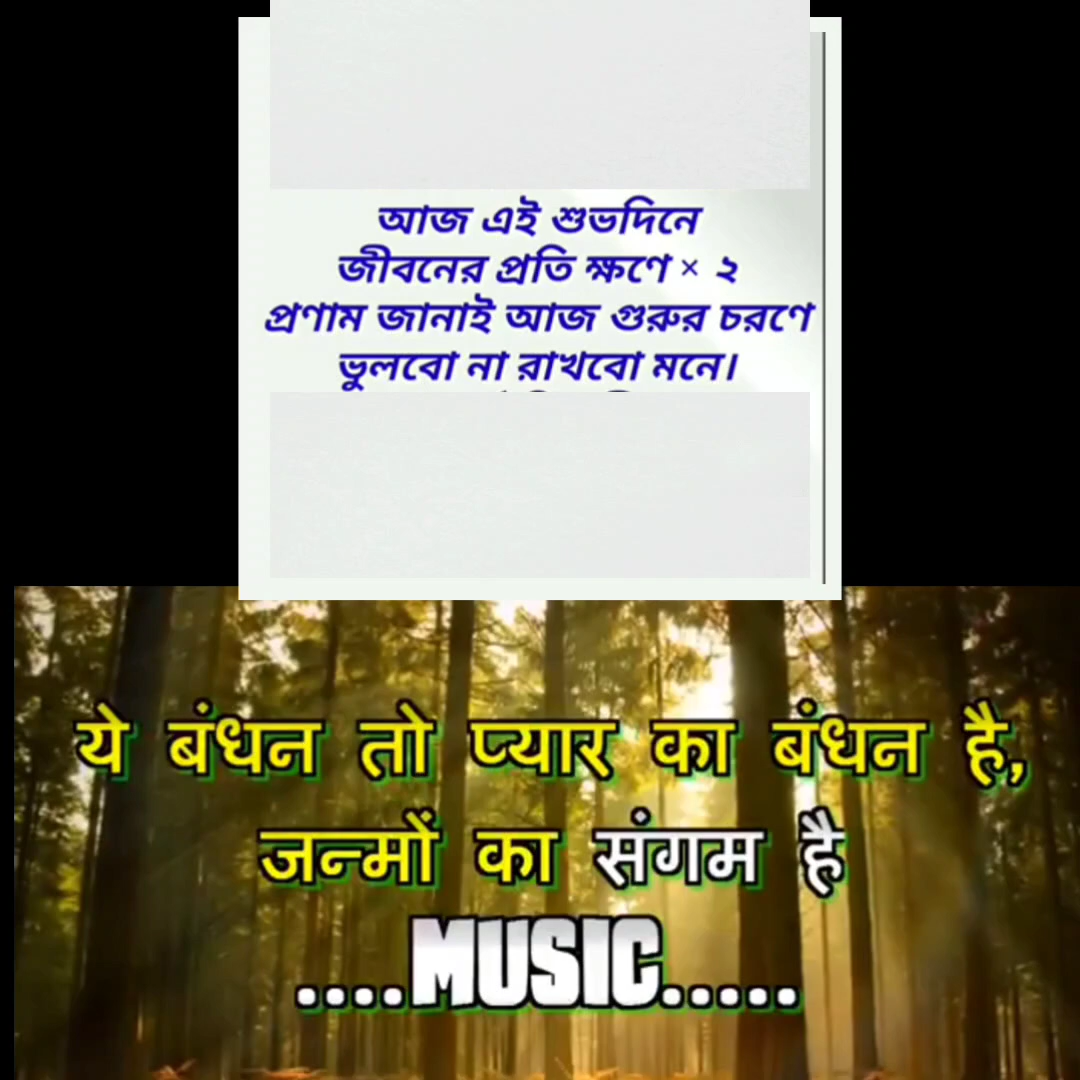 আজ এই শুভদিনে
জীবনের প্রতি ক্ষণে × ২
প্রণাম জানাই আজ গুরুর চরণে
ভুলবো না রাখবো মনে।
ये बंधन तो प्यार का बंधन है,
जन्मों का संगम है
....MUSIC.....